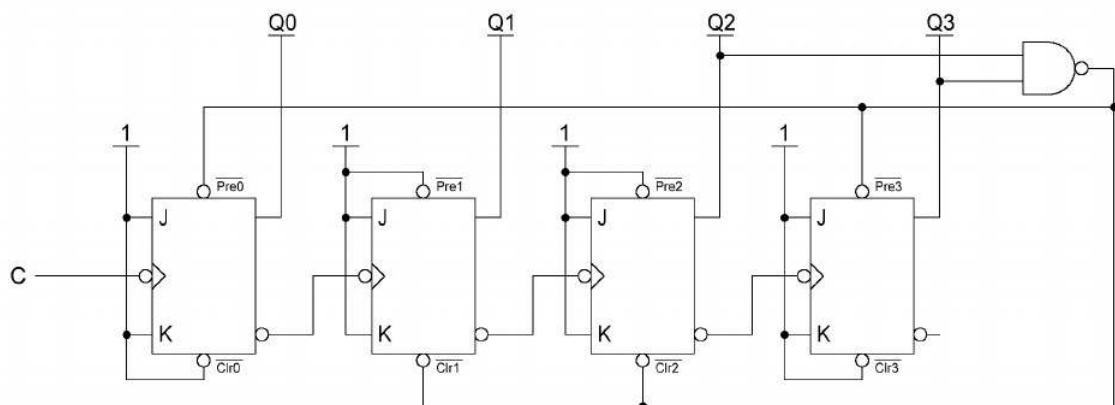 Q0 Q1 Q2 Q3
1 1 1 1
Pre0 Pre1 Pre2 Pre3
J J J J
C
K K K K
Clr0 Clr1 Clr2 Clr3